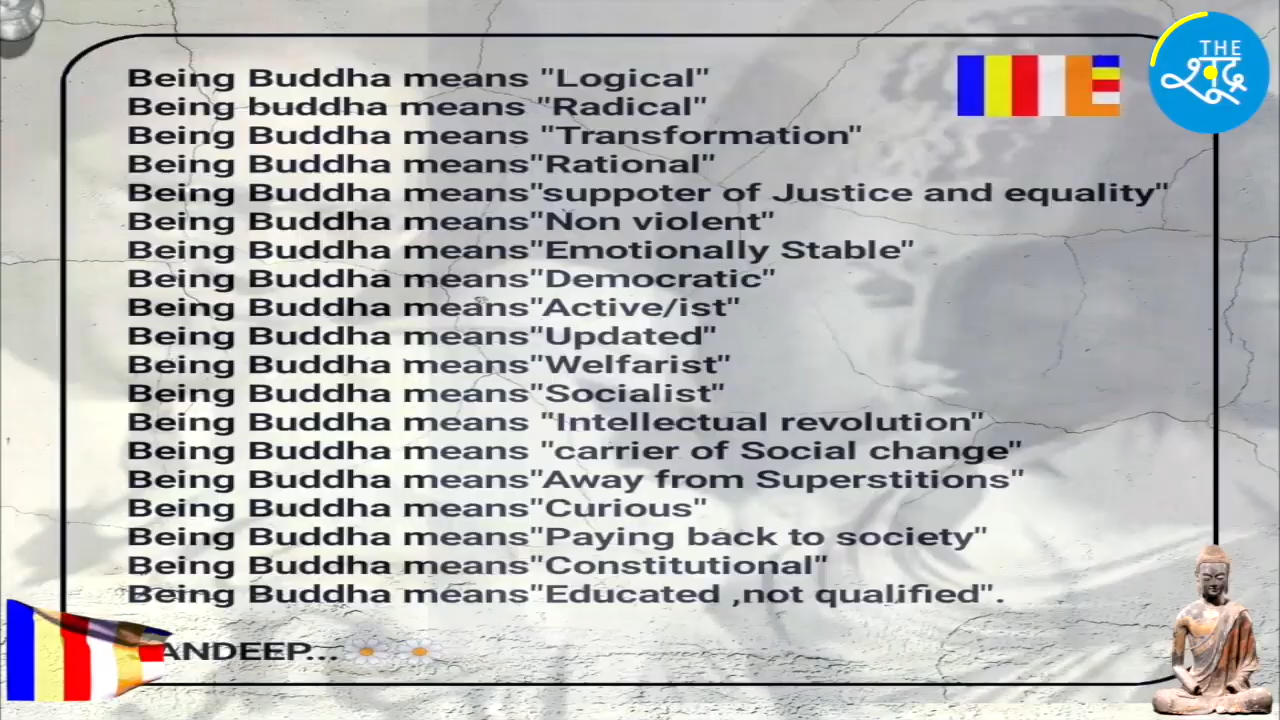 THE
शूद्र
Being Buddha means "Logical"
Being buddha means "Radical"
Being Buddha means "Transformation"
Being Buddha means"Rational"
Being Buddha means"suppoter of Justice and equality"
Being Buddha means"Non violent"
Being Buddha means"Emotionally Stable"
Being Buddha means"Democratic"
Being Buddha means"Active/ist"
Being Buddha means"Updated"
Being Buddha means"Welfarist"
Being Buddha means"Socialist"
Being Buddha means "Intellectual revolution"
Being Buddha means "carrier of Social change"
Being Buddha means"Away from Superstitions"
Being Buddha means"Curious"
Being Buddha means"Paying back to society"
Being Buddha means"Constitutional"
Being Buddha means"Educated ,not qualified".
ANDEEP...